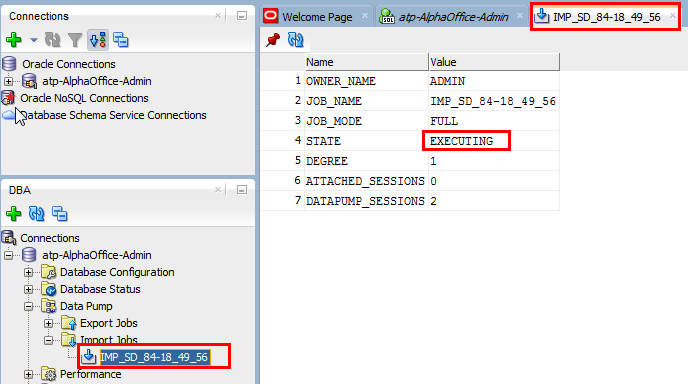 Connections
Oracle Connections
atp-AlphaOffice-Admin
Oracle NoSQL Connections
Database Schema Service Connections
DBA
Connections
atp-AlphaOffice-Admin
Database Configuration
Database Status
Data Pump
Export Jobs
Import Jobs
IMP_SD_84-18_49_56
Performance
Welcome Page atp-AlphaOffice-Admin IMP_SD_84-18_49_56
SQL
Name Value
1 OWNER_NAME ADMIN
2 JOB_NAME IMP_SD_84-18_49_56
3 JOB_MODE FULL
4 STATE EXECUTING
5 DEGREE 1
6 ATTACHED_SESSIONS 0
7 DATAPUMP_SESSIONS 2